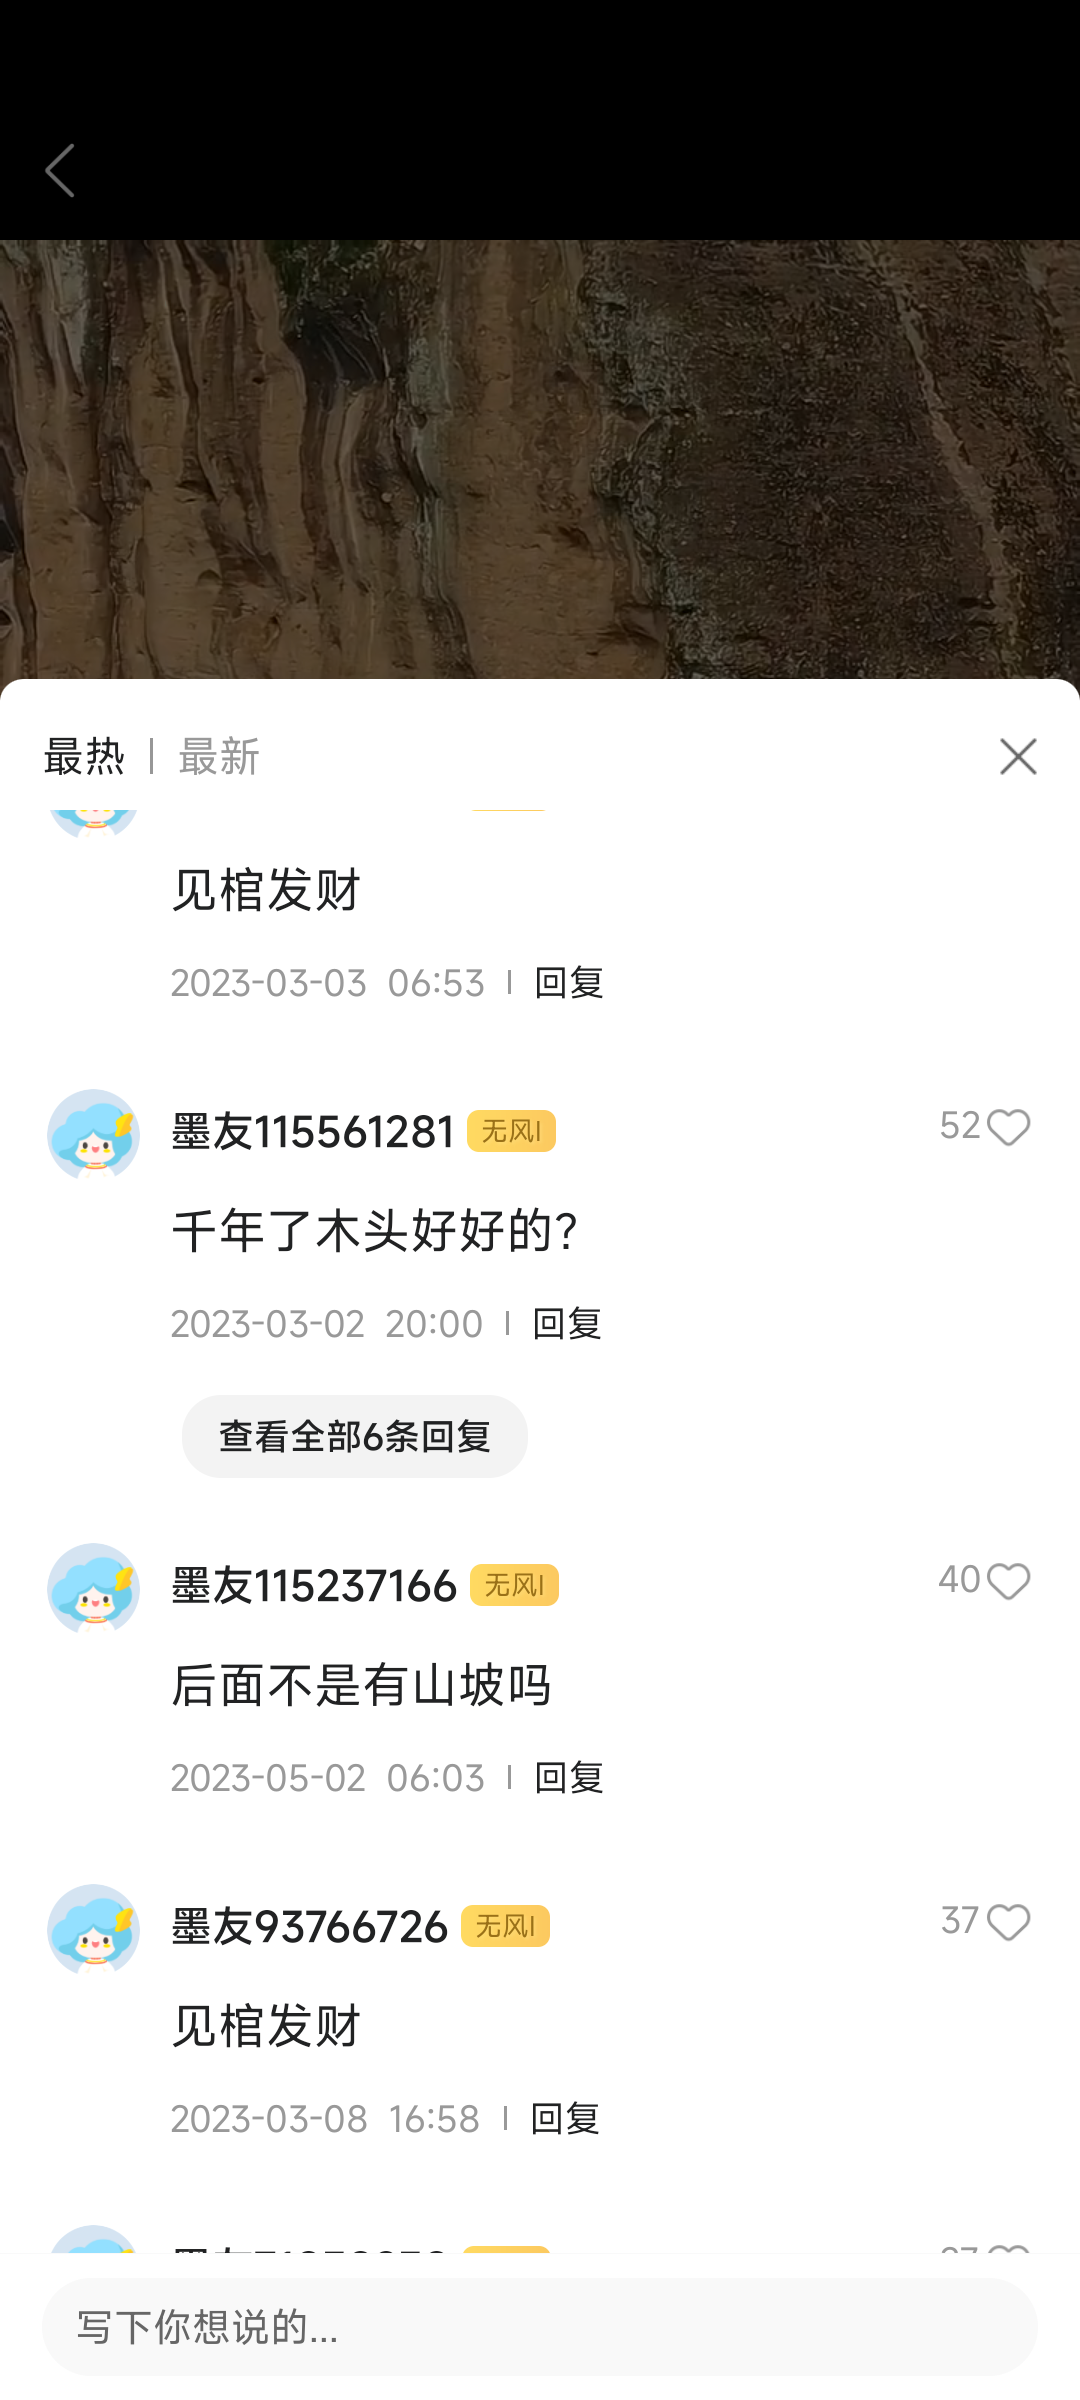 最热 | 最新
见棺发财
2023-03-03 06:53 | 回复
墨友115561281 无风I 52
千年了木头好好的?
2023-03-02 20:00 | 回复
查看全部6条回复
墨友115237166 无风I 40
后面不是有山坡吗
2023-05-02 06:03 | 回复
墨友93766726 无风I 37
见棺发财
2023-03-08 16:58 | 回复
写下你想说的...